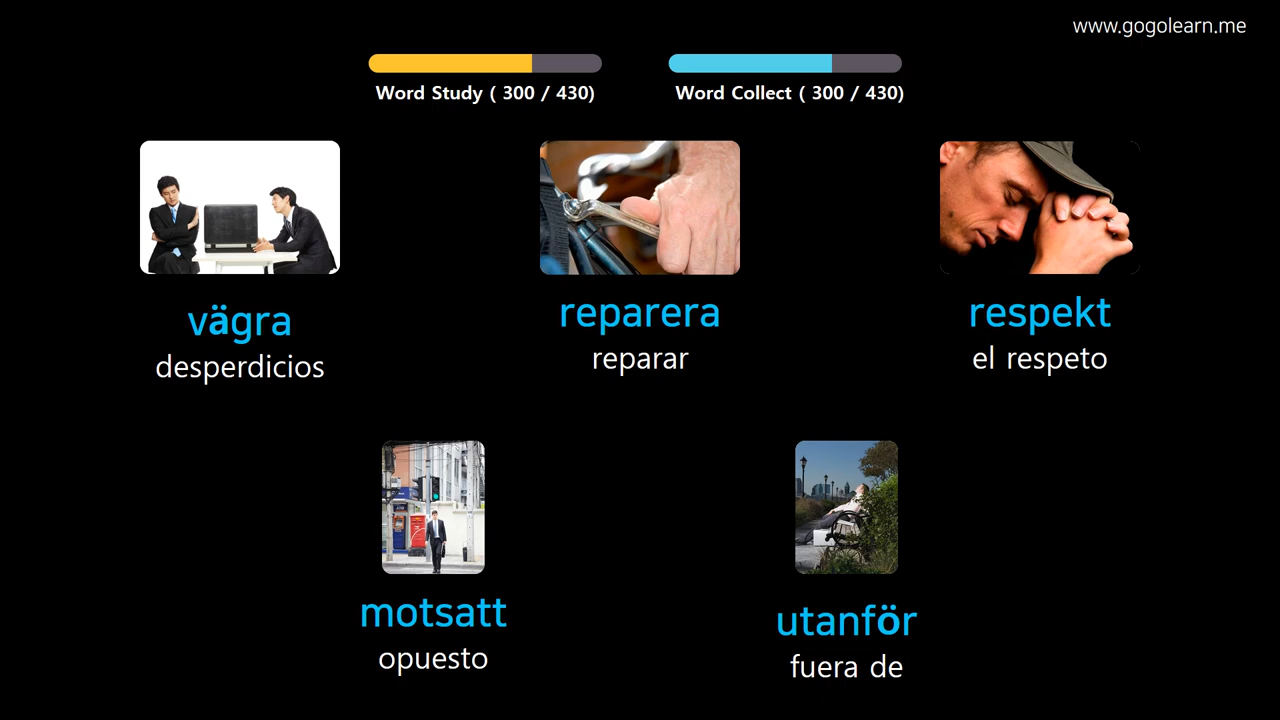 www.gogolearn.me
Word Study ( 300 / 430)
Word Collect ( 300 / 430)
vägra
desperdicios
reparera
reparar
respekt
el respeto
motsatt
opuesto
utanför
fuera de